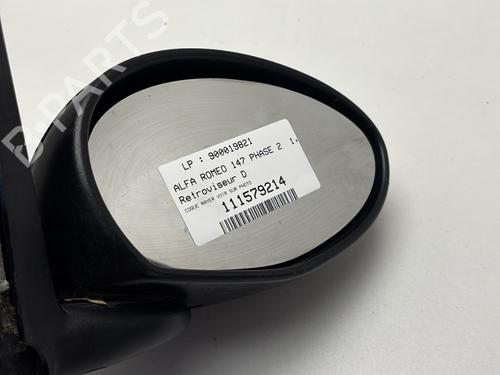 B-PARTS
LP : 900019821
ALFA ROMEO 147 PHASE 2 1.
Retroviseur D
COQUE RAYER VOIR SUR PHOTO
111579214